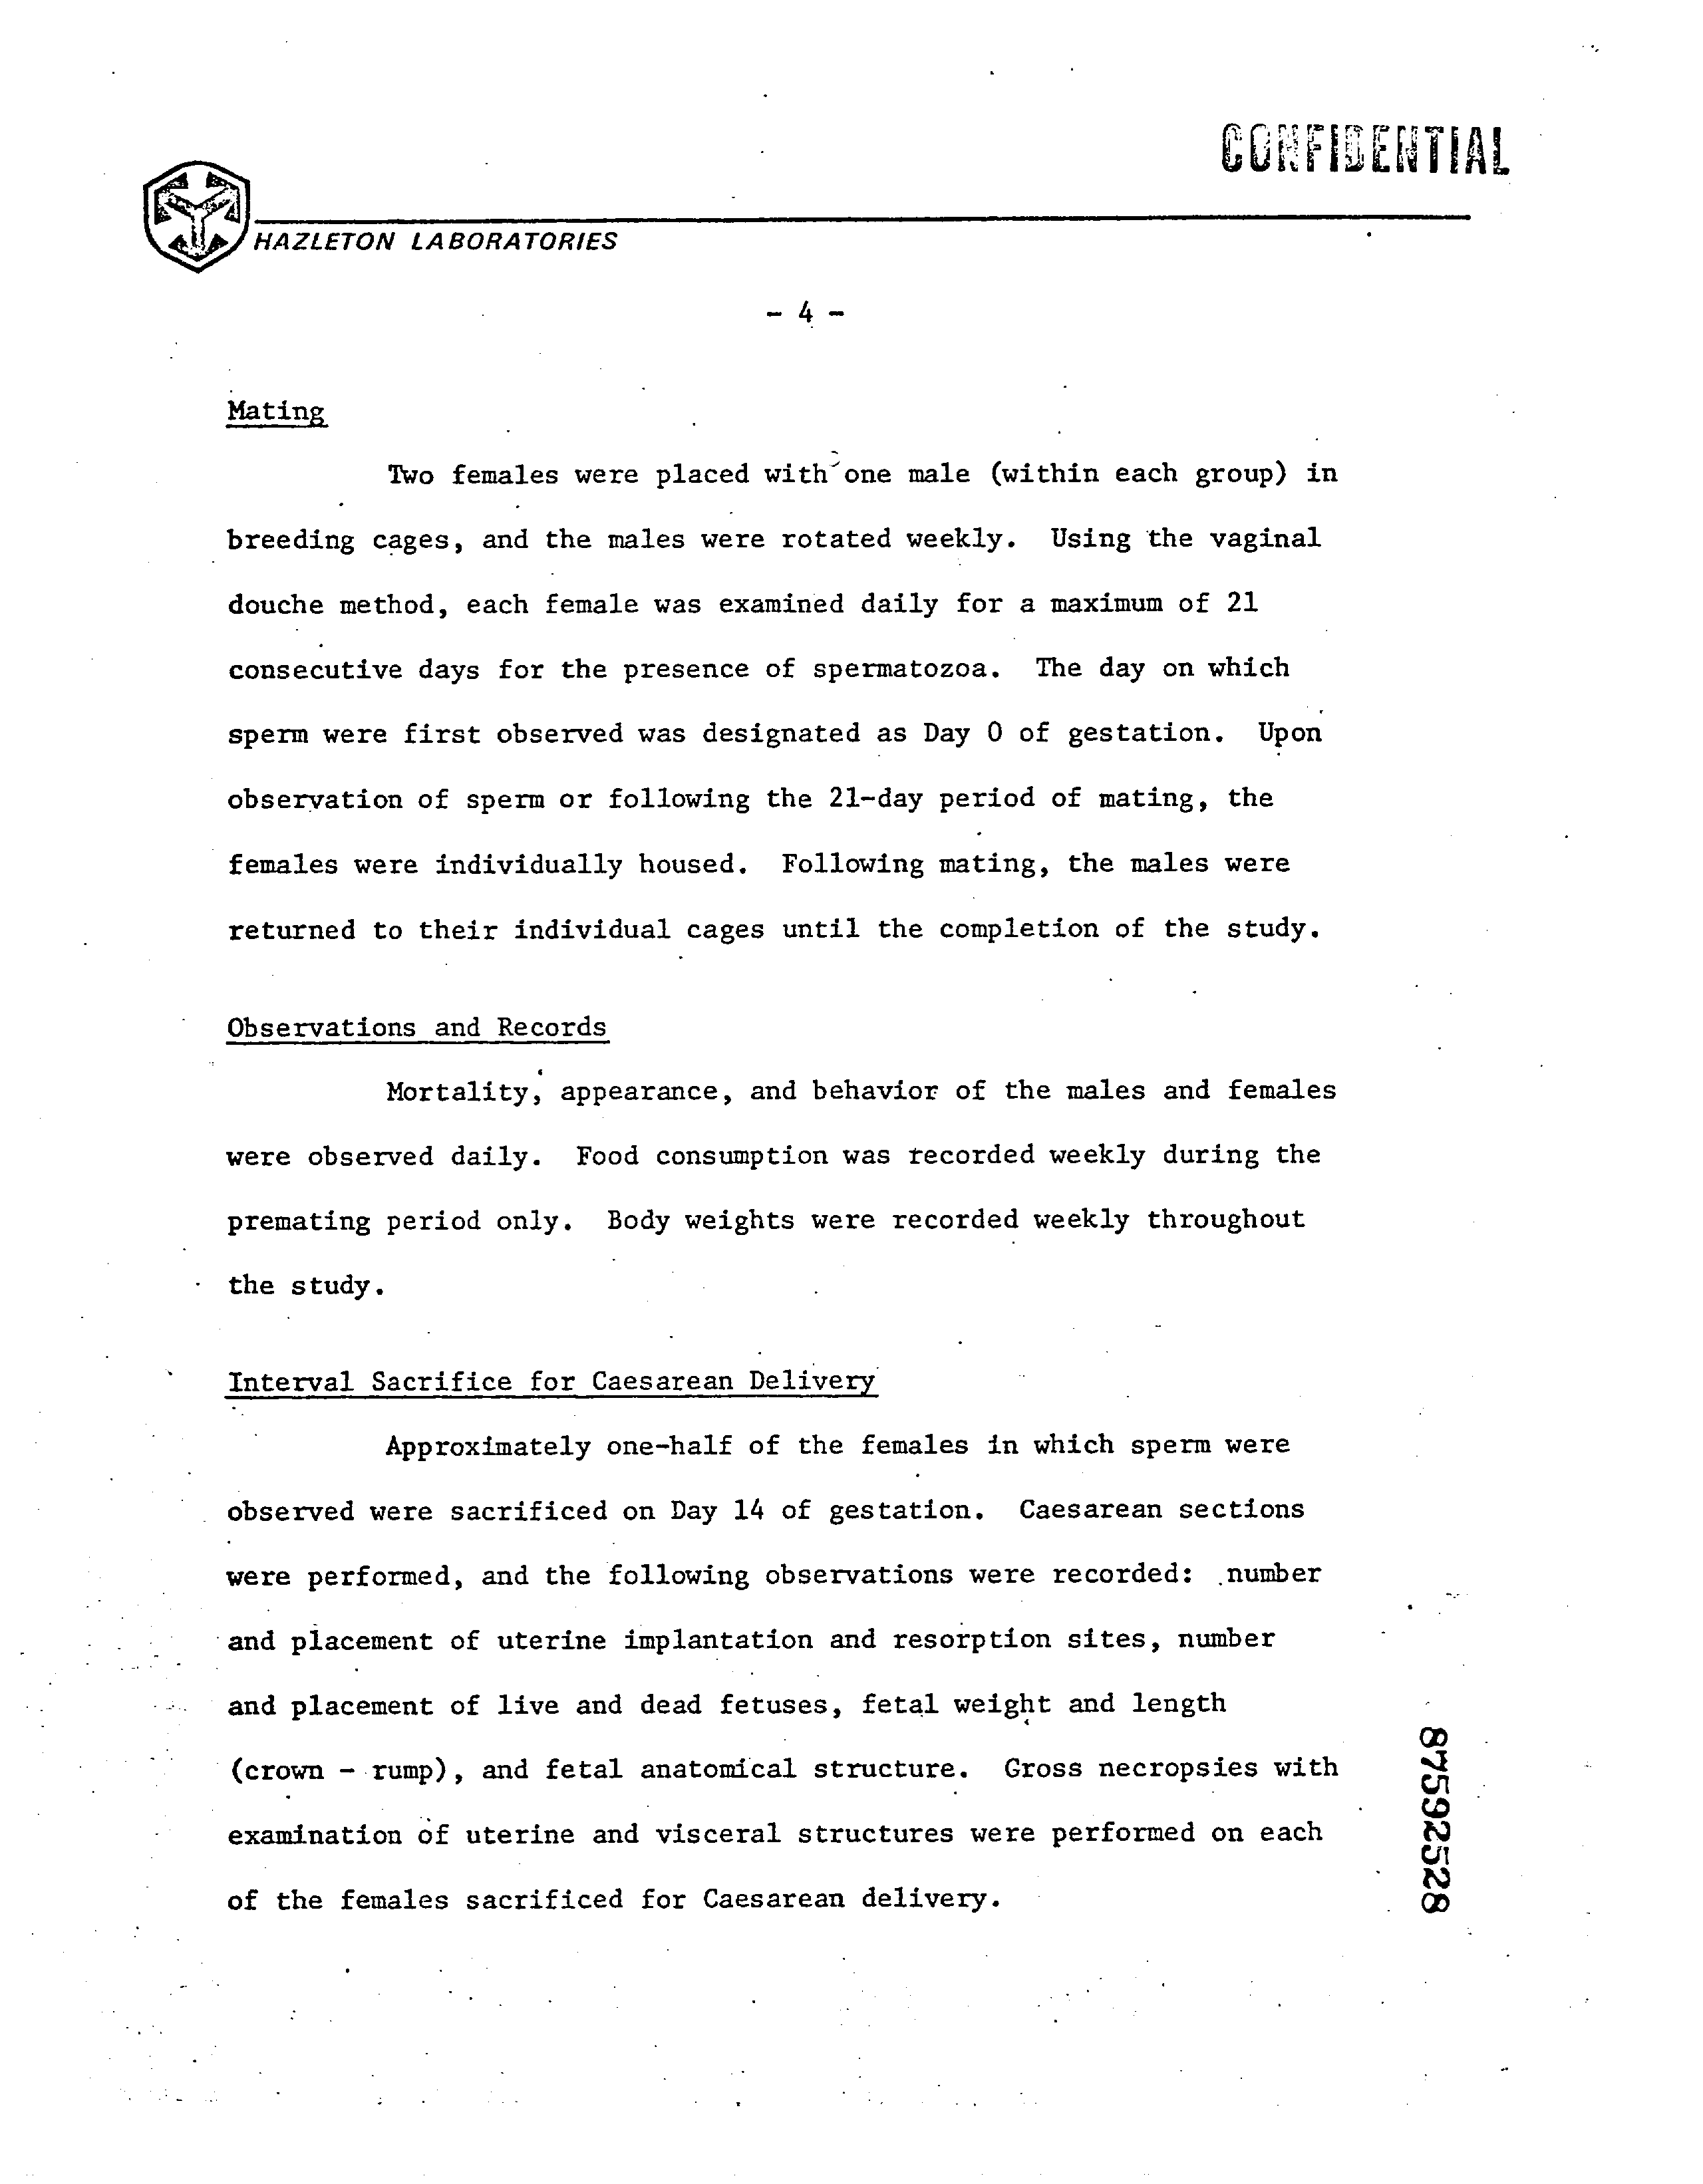 CONFIDENTIAL
HAZLETON LABORATORIES
- 4 -
Mating
Two females were placed with one male (within each group) in
breeding cages, and the males were rotated weekly. Using the vaginal
douche method, each female was examined daily for a maximum of 21
consecutive days for the presence of spermatozoa. The day on which
sperm were first observed was designated as Day 0 of gestation. Upon
observation of sperm or following the 21-day period of mating, the
females were individually housed. Following mating, the males were
returned to their individual cages until the completion of the study.
Observations and Records
Mortality, appearance, and behavior of the males and females
were observed daily. Food consumption was recorded weekly during the
premating period only. Body weights were recorded weekly throughout
the study.
Interval Sacrifice for Caesarean Delivery
Approximately one-half of the females in which sperm were
observed were sacrificed on Day 14 of gestation. Caesarean sections
were performed, and the following observations were recorded: number
and placement of uterine implantation and resorption sites, number
and placement of live and dead fetuses, fetal weight and length
(crown - rump), and fetal anatomical structure. Gross necropsies with
examination of uterine and visceral structures were performed on each
of the females sacrificed for Caesarean delivery.
87592528